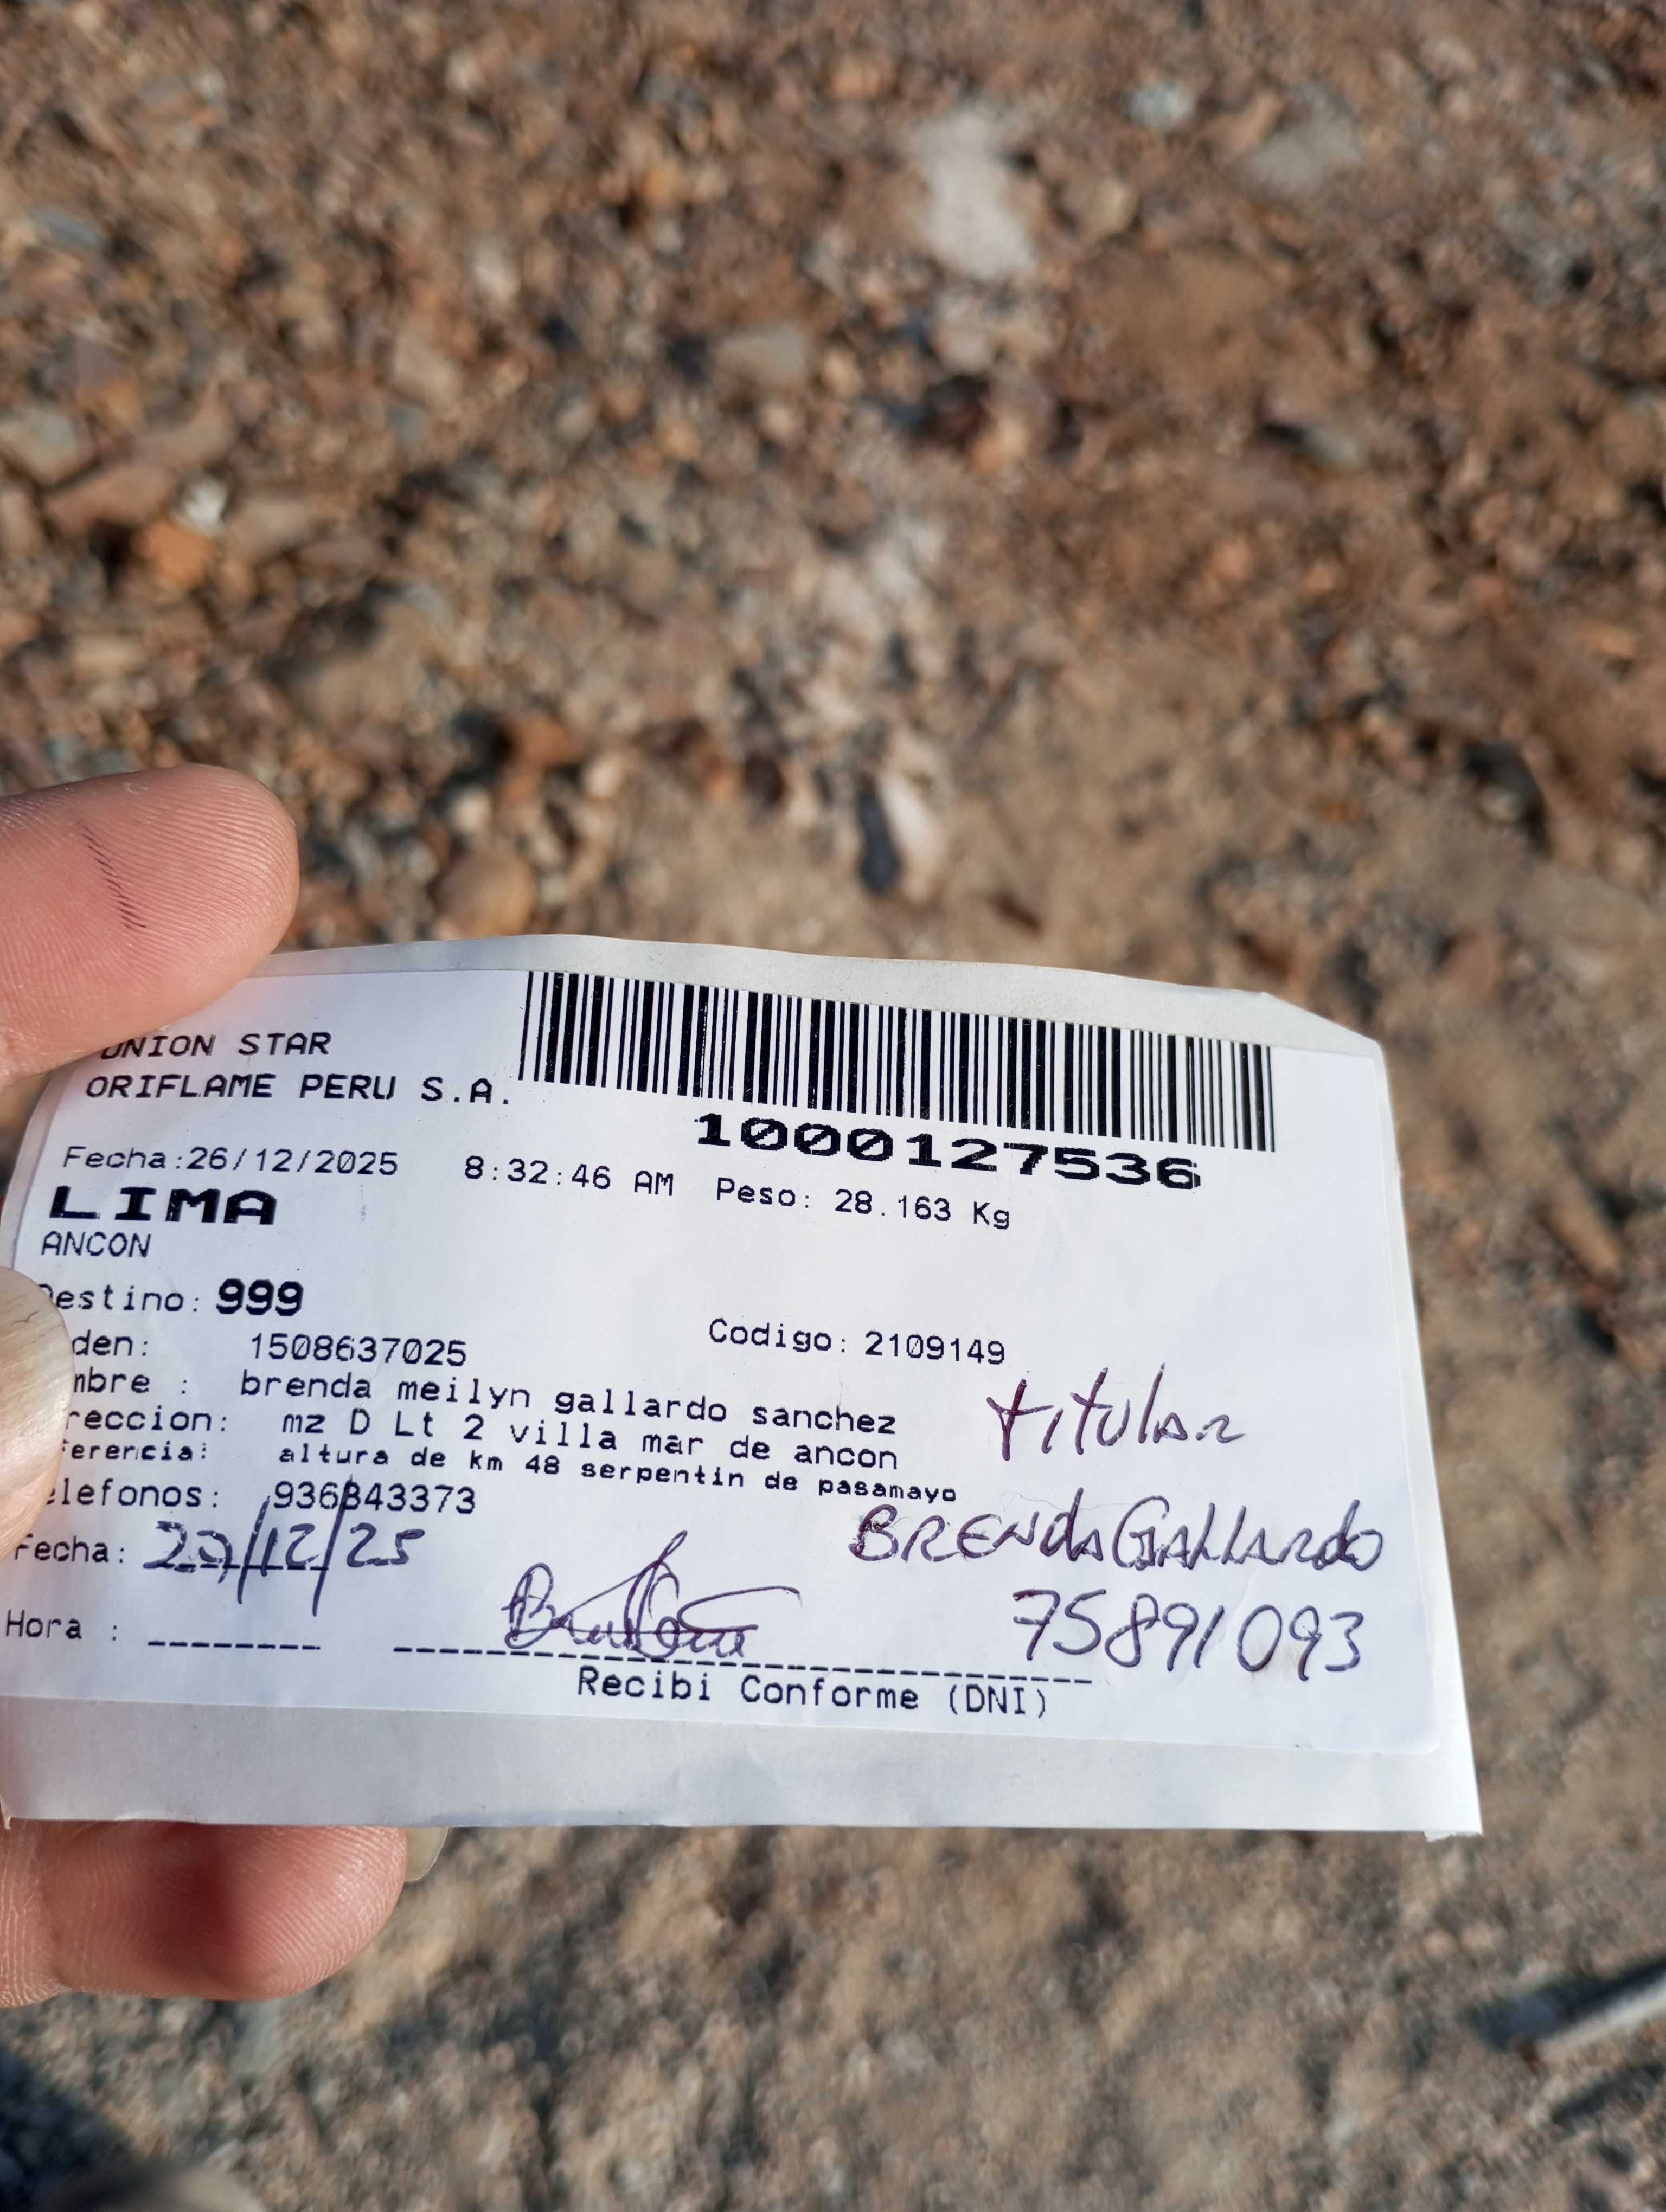 UNION STAR
ORIFLAME PERU S.A.
1000127536
Fecha:26/12/2025 8:32:46 AM Peso: 28.163 Kg
LIMA
ANCON
Destino: 999
den: 1508637025 Codigo: 2109149
mbre : brenda meilyn gallardo sanchez
reccion: mz D Lt 2 villa mar de ancon
ferencia: altura de km 48 serpentin de pasamayo
titular
elefonos: 936843373
Fecha: /12/25
BRENda GALLARdo
75891093
Hora :
Recibi Conforme (DNI)